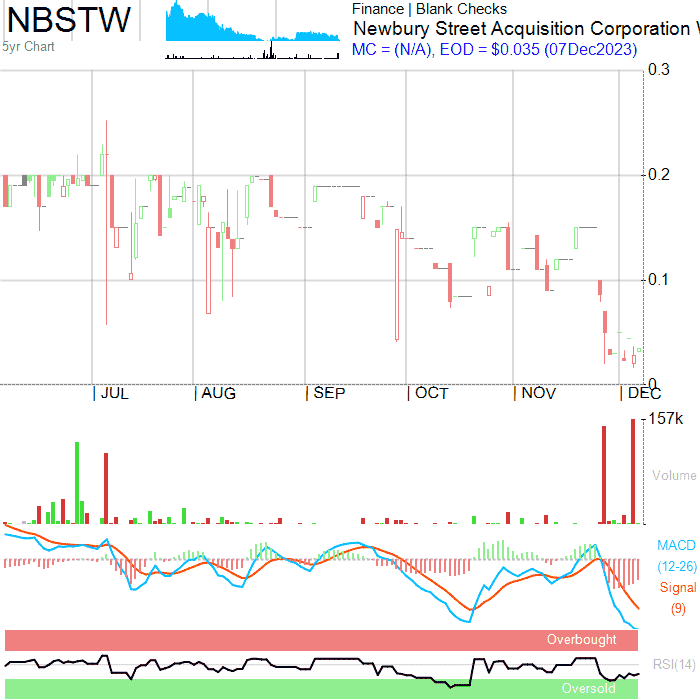 NBSTW
5yr Chart
Finance | Blank Checks
Newbury Street Acquisition Corporation W
MC = (N/A), EOD = $0.035 (07Dec2023)
0.3
0.2
0.1
0
JUL AUG SEP OCT NOV DEC
157k
Volume
MACD
(12-26)
Signal
(9)
Overbought
RSI(14)
Oversold